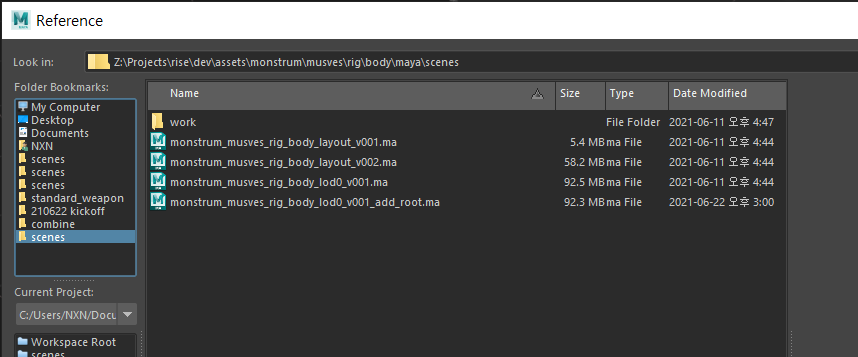 M NXN Reference
Look in: Z:\Projects\rise\dev\assets\monstrum\musves\rig\body\maya\scenes
Folder Bookmarks:
My Computer
Desktop
Documents
NXN
scenes
scenes
scenes
standard_weapon
210622 kickoff
combine
scenes
Name Size Type Date Modified
work File Folder 2021-06-11 오후 4:47
monstrum_musves_rig_body_layout_v001.ma 5.4 MB ma File 2021-06-11 오후 4:44
monstrum_musves_rig_body_layout_v002.ma 58.2 MB ma File 2021-06-11 오후 4:44
monstrum_musves_rig_body_lod0_v001.ma 92.5 MB ma File 2021-06-11 오후 4:44
monstrum_musves_rig_body_lod0_v001_add_root.ma 92.3 MB ma File 2021-06-22 오후 3:00
Current Project:
C:/Users/NXN/Docu
Workspace Root
scenes